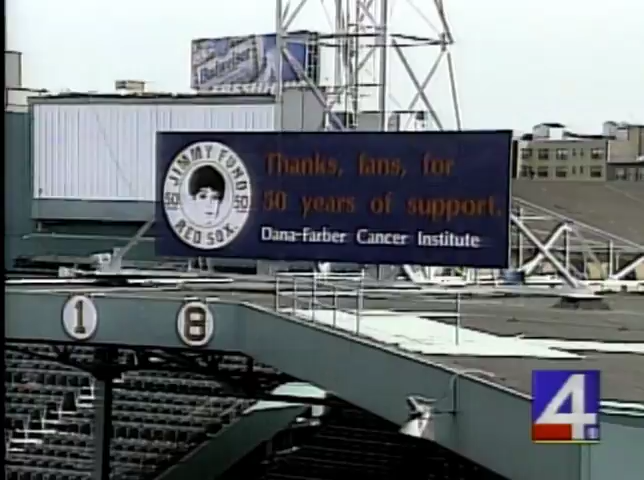 Budweiser
JIMMY FUND
50 50
RED SOX
Thanks, fans, for
50 years of support.
Dana-Farber Cancer Institute
1 8
4